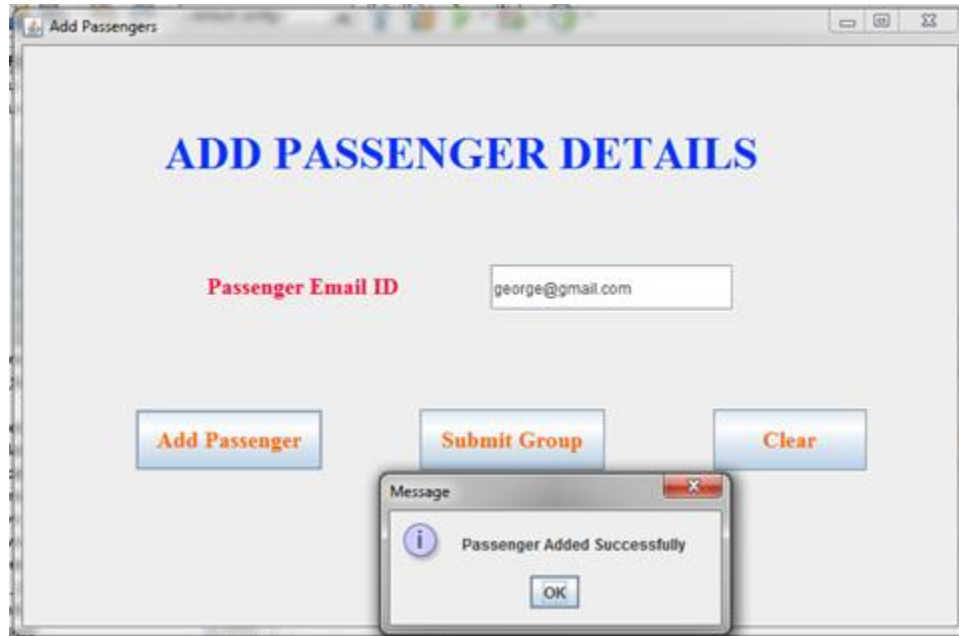 Add Passengers
ADD PASSENGER DETAILS
Passenger Email ID
george@gmail.com
Add Passenger
Submit Group
Clear
Message
i
Passenger Added Successfully
OK